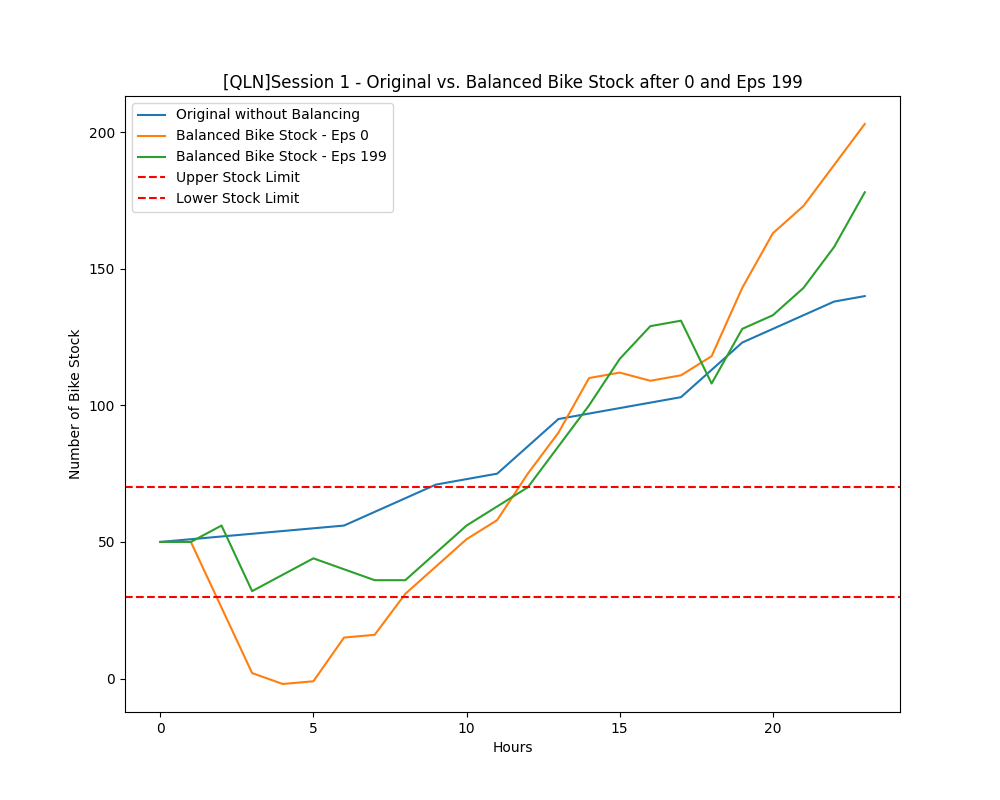 [QLN]Session 1 - Original vs. Balanced Bike Stock after 0 and Eps 199
Original without Balancing
Balanced Bike Stock - Eps 0
Balanced Bike Stock - Eps 199
Upper Stock Limit
Lower Stock Limit
200
150
100
50
0
Number of Bike Stock
0 5 10 15 20
Hours